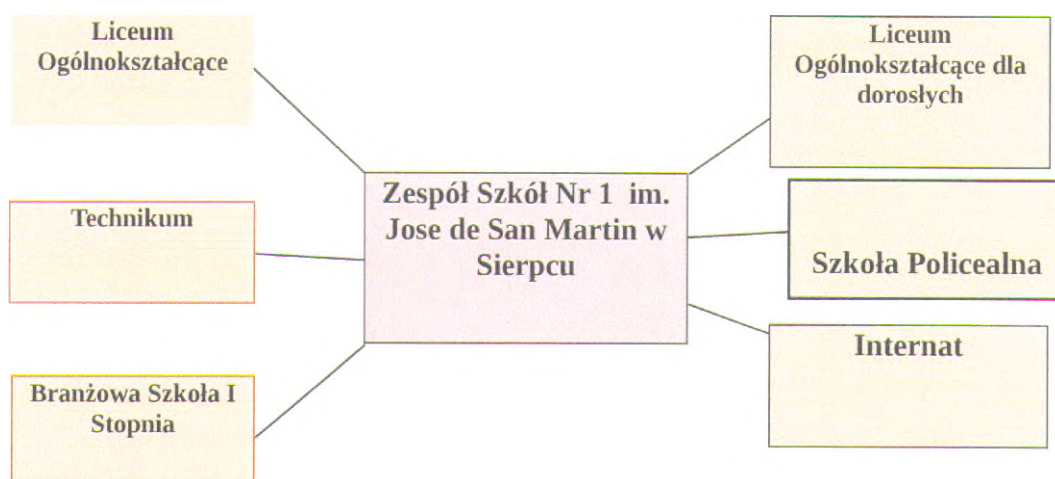 Liceum
Ogólnokształcące
Technikum
Branżowa Szkoła I
Stopnia
Zespół Szkół Nr 1 im.
Jose de San Martin w
Sierpcu
Liceum
Ogólnokształcące dla
dorosłych
Szkoła Policealna
Internat